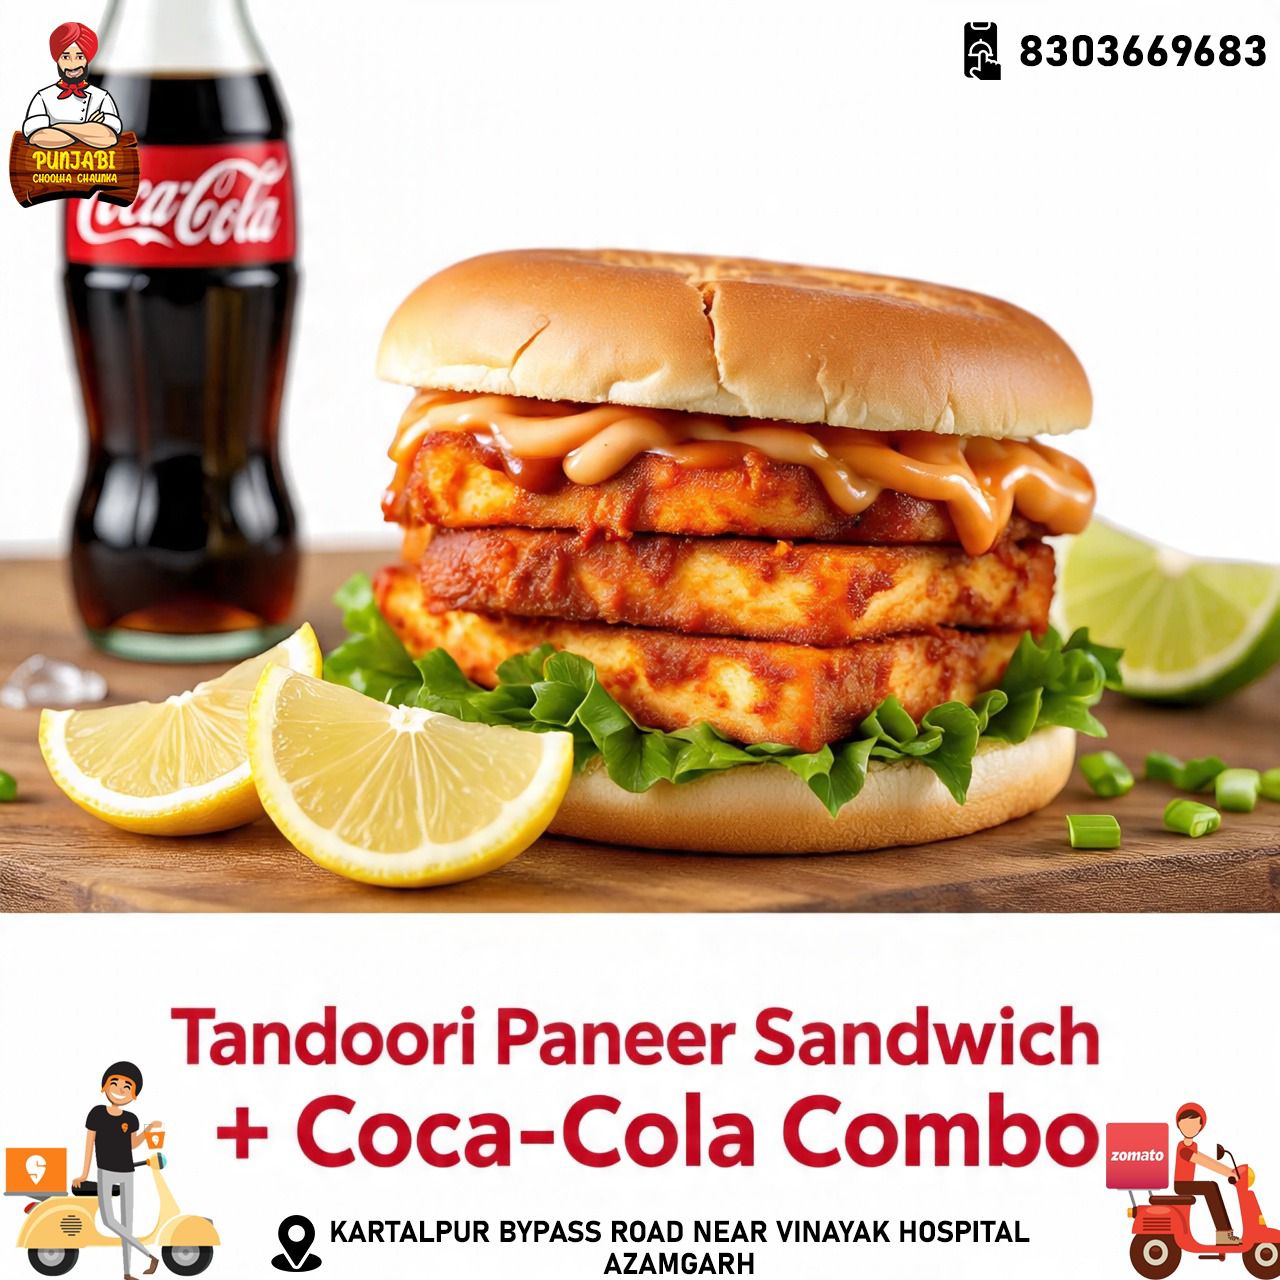 8303669683
PUNJABI
CHOOLHA CHAUNKA
Coca-Cola
Tandoori Paneer Sandwich
+ Coca-Cola Combo
zomato
KARTALPUR BYPASS ROAD NEAR VINAYAK HOSPITAL
AZAMGARH